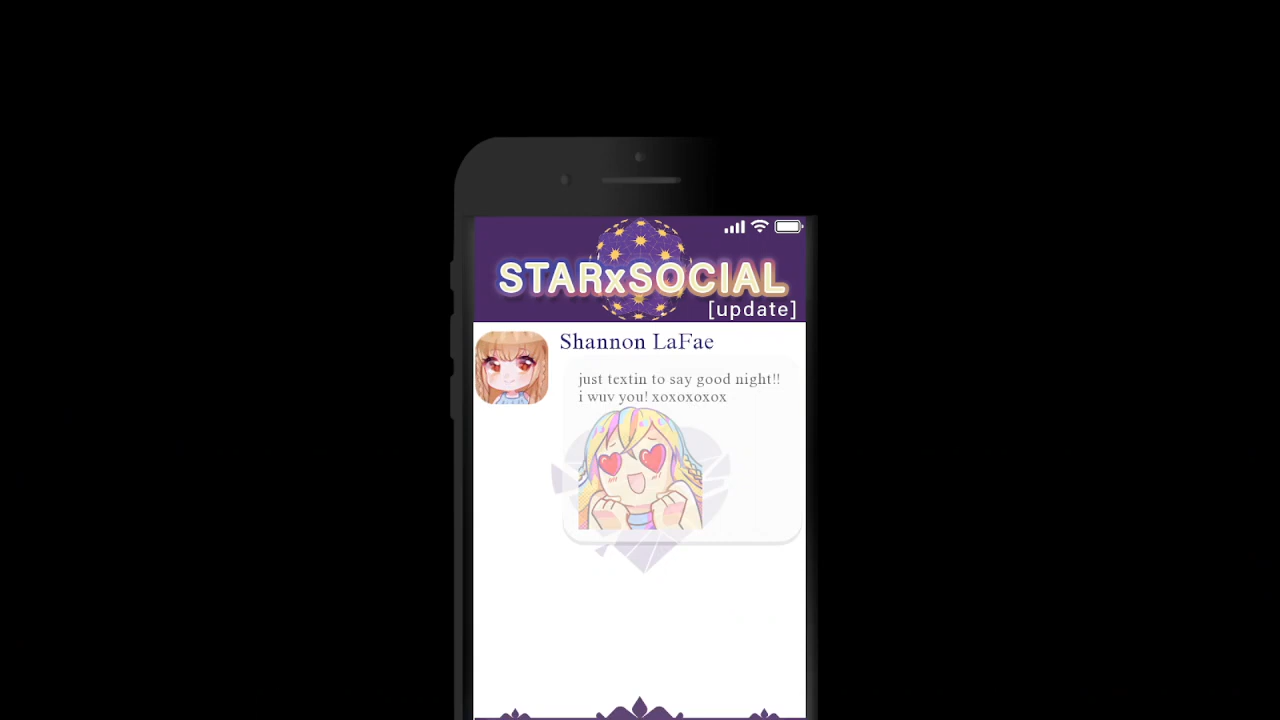 STARxSOCIAL
[update]
Shannon LaFae
just textin to say good night!!
i wuv you! xoxoxoxox